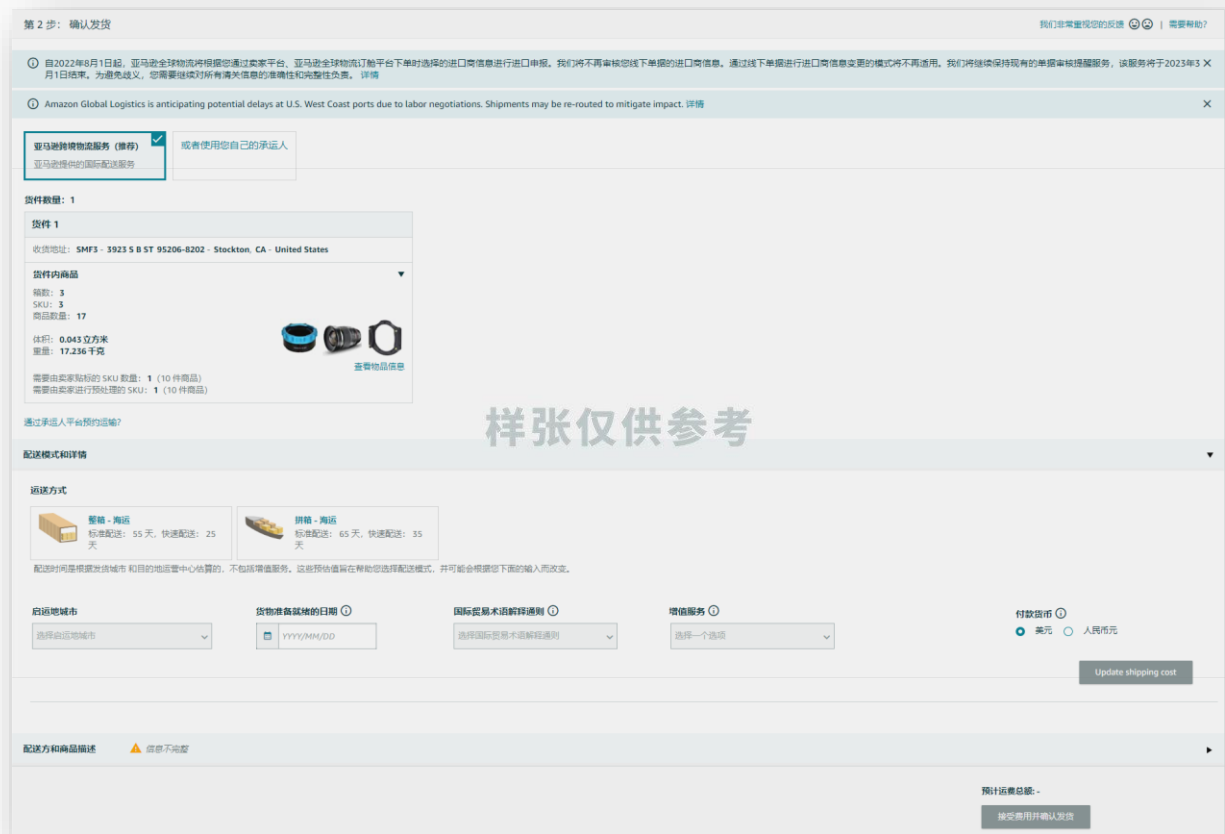 第 2 步： 确认发货
我们非常重视您的反馈 | 需要帮助?
自2022年8月1日起，亚马逊全球物流将根据您通过卖家平台、亚马逊全球物流订舱平台下单时选择的进口商信息进行进口申报。我们将不再审核您线下单据的进口商信息。通过线下单据进行进口商信息变更的模式将不再适用。我们将继续保持现有的单据审核提醒服务，该服务将于2023年3
月1日结束。为避免歧义，您需要继续对所有清关信息的准确性和完整性负责。 详情
Amazon Global Logistics is anticipating potential delays at U.S. West Coast ports due to labor negotiations. Shipments may be re-routed to mitigate impact. 详情
亚马逊跨境物流服务（推荐）
亚马逊提供的国际配送服务
或者使用您自己的承运人
货件数量： 1
货件 1
收货地址： SMF3 - 3923 S B ST 95206-8202 - Stockton, CA - United States
货件内商品
箱数： 3
SKU： 3
商品数量： 17
体积： 0.043 立方米
重量： 17.236 千克
查看物品信息
需要由卖家贴标的 SKU 数量： 1（10 件商品）
需要由卖家进行预处理的 SKU： 1（10 件商品）
通过承运人平台预约运输?
样张仅供参考
配送模式和详情
运送方式
整箱 - 海运
标准配送： 55 天，快速配送： 25
天
拼箱 - 海运
标准配送： 65 天，快速配送： 35
天
配送时间是根据发货城市 和目的地运营中心估算的，不包括增值服务。这些预估值旨在帮助您选择配送模式，并可能会根据您下面的输入而改变。
启运地城市
选择启运地城市
货物准备就绪的日期
YYYY/MM/DD
国际贸易术语解释通则
选择国际贸易术语解释通则
增值服务
选择一个选项
付款货币
美元 人民币元
Update shipping cost
配送方和商品描述 信息不完整
预计运费总额: -
接受费用并确认发货